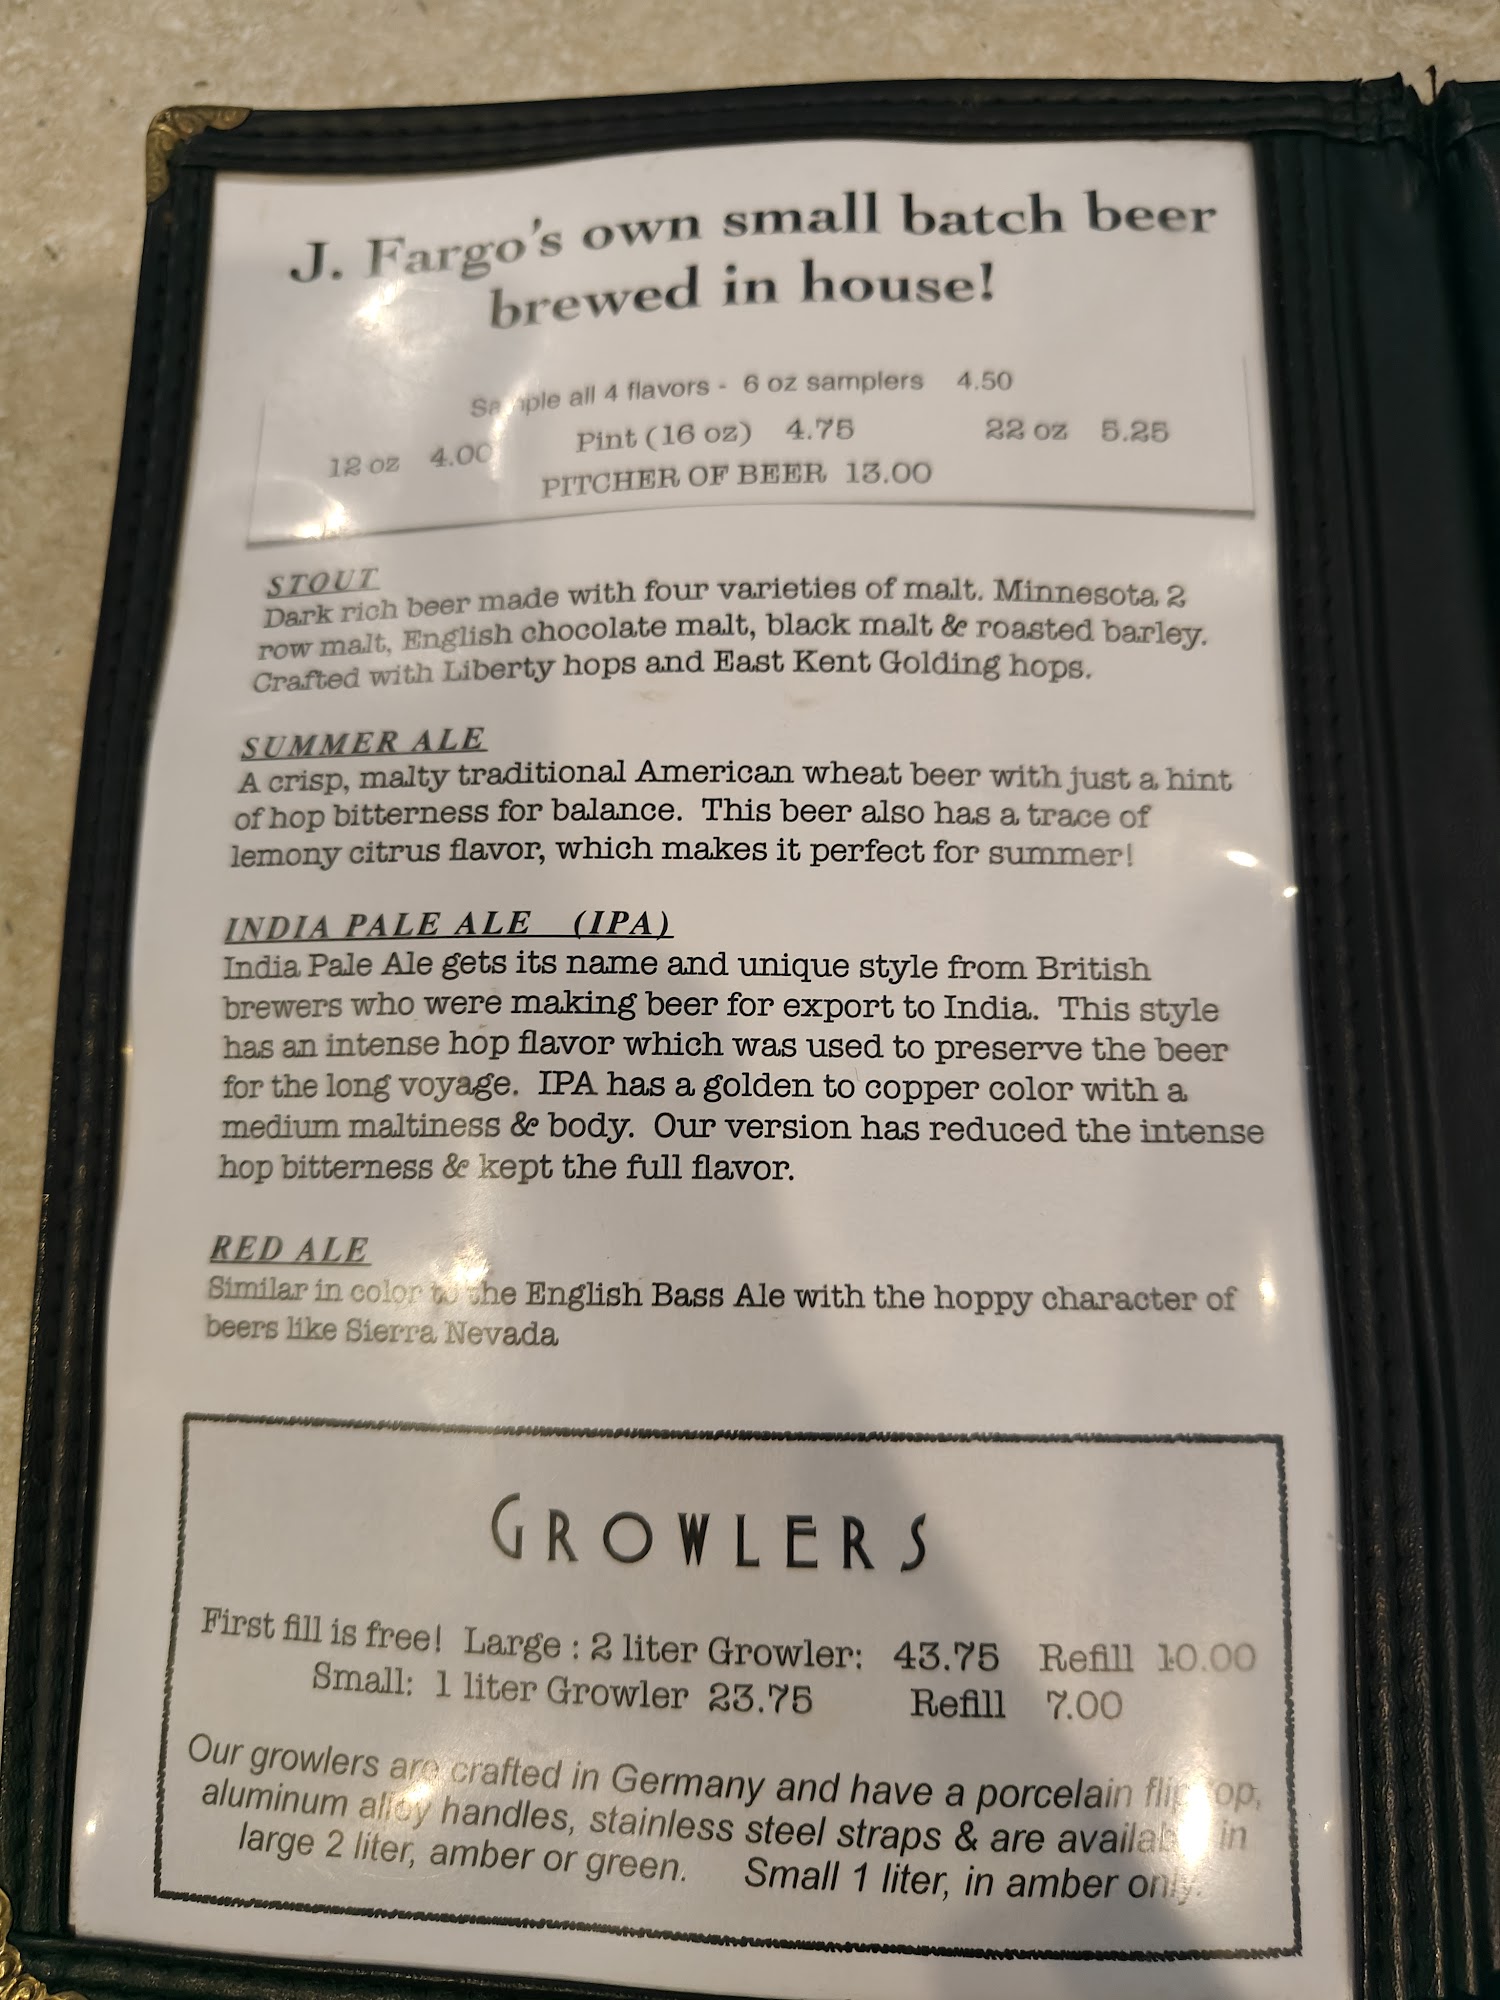 J. Fargo's own small batch beer
brewed in house!
Sample all 4 flavors - 6 oz samplers 4.50
12 oz 4.00 Pint (16 oz) 4.75 22 oz 5.25
PITCHER OF BEER 13.00
STOUT
Dark rich beer made with four varieties of malt. Minnesota 2
row malt, English chocolate malt, black malt & roasted barley.
Crafted with Liberty hops and East Kent Golding hops.
SUMMER ALE
A crisp, malty traditional American wheat beer with just a hint
of hop bitterness for balance. This beer also has a trace of
lemony citrus flavor, which makes it perfect for summer!
INDIA PALE ALE (IPA)
India Pale Ale gets its name and unique style from British
brewers who were making beer for export to India. This style
has an intense hop flavor which was used to preserve the beer
for the long voyage. IPA has a golden to copper color with a
medium maltiness & body. Our version has reduced the intense
hop bitterness & kept the full flavor.
RED ALE
Similar in color to the English Bass Ale with the hoppy character of
beers like Sierra Nevada
GROWLERS
First fill is free! Large : 2 liter Growler: 43.75 Refill 10.00
Small: 1 liter Growler 23.75 Refill 7.00
Our growlers are crafted in Germany and have a porcelain flip top,
aluminum alloy handles, stainless steel straps & are available in
large 2 liter, amber or green. Small 1 liter, in amber only.